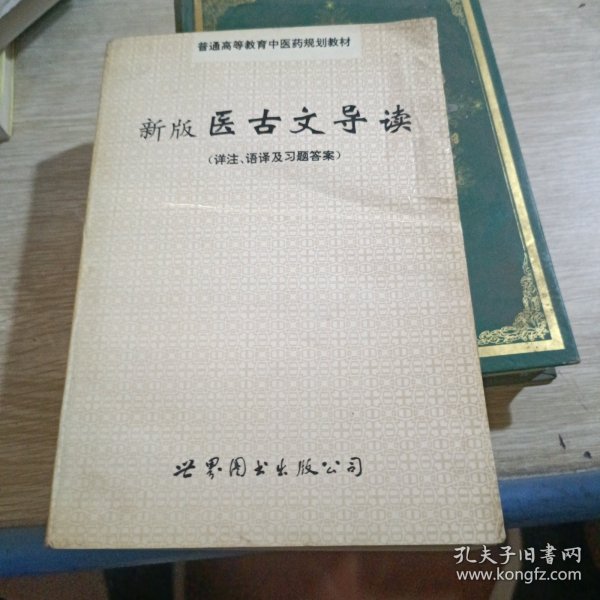 普通高等教育中医药规划教材
新版 医古文导读
(详注、语译及习题答案)
世界图书出版公司
孔夫子旧书网
www.kongfz.com